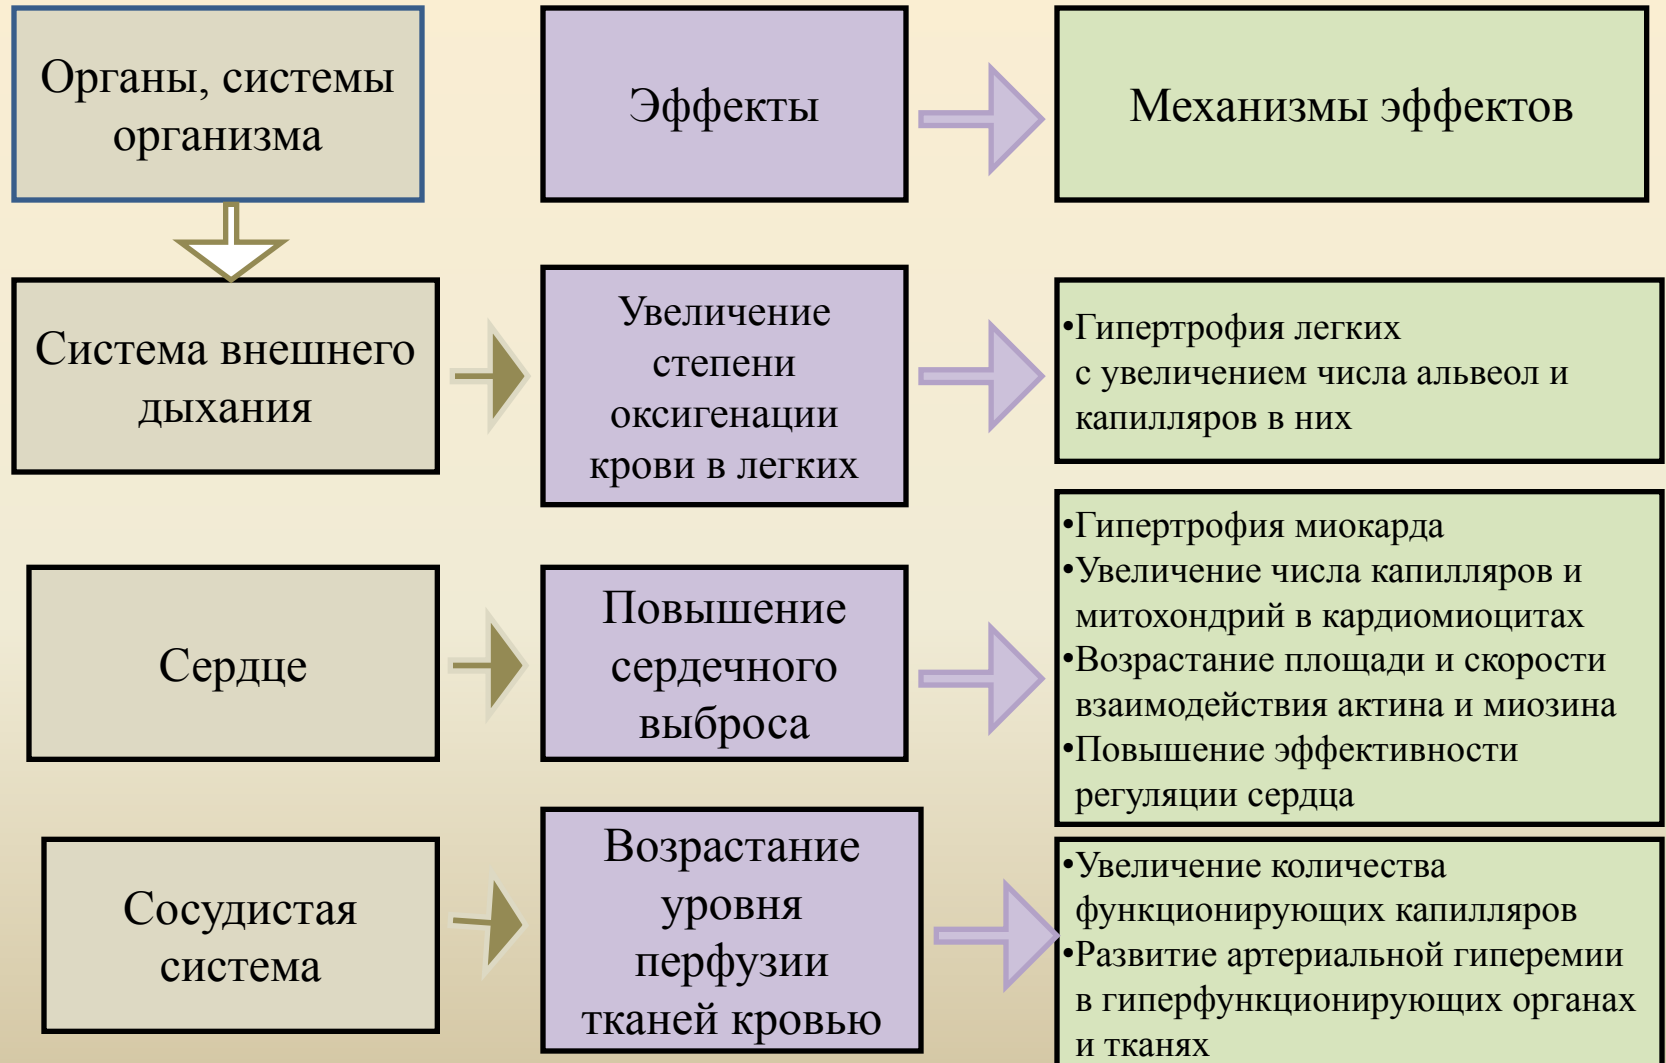 Органы, системы
организма
Эффекты
Механизмы эффектов
Система внешнего
дыхания
Увеличение
степени
оксигенации
крови в легких
•Гипертрофия легких
с увеличением числа альвеол и
капилляров в них
Сердце
Повышение
сердечного
выброса
•Гипертрофия миокарда
•Увеличение числа капилляров и
митохондрий в кардиомиоцитах
•Возрастание площади и скорости
взаимодействия актина и миозина
•Повышение эффективности
регуляции сердца
Сосудистая
система
Возрастание
уровня
перфузии
тканей кровью
•Увеличение количества
функционирующих капилляров
•Развитие артериальной гиперемии
в гиперфункционирующих органах
и тканях